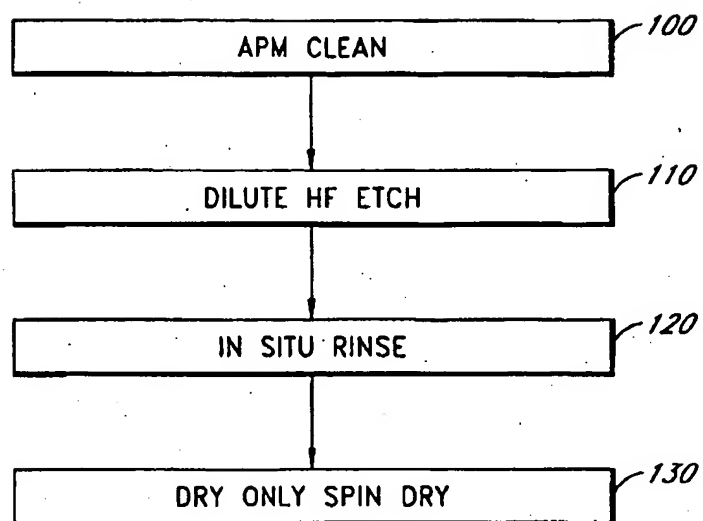 100
APM CLEAN
110
DILUTE HF ETCH
120
IN SITU RINSE
130
DRY ONLY SPIN DRY